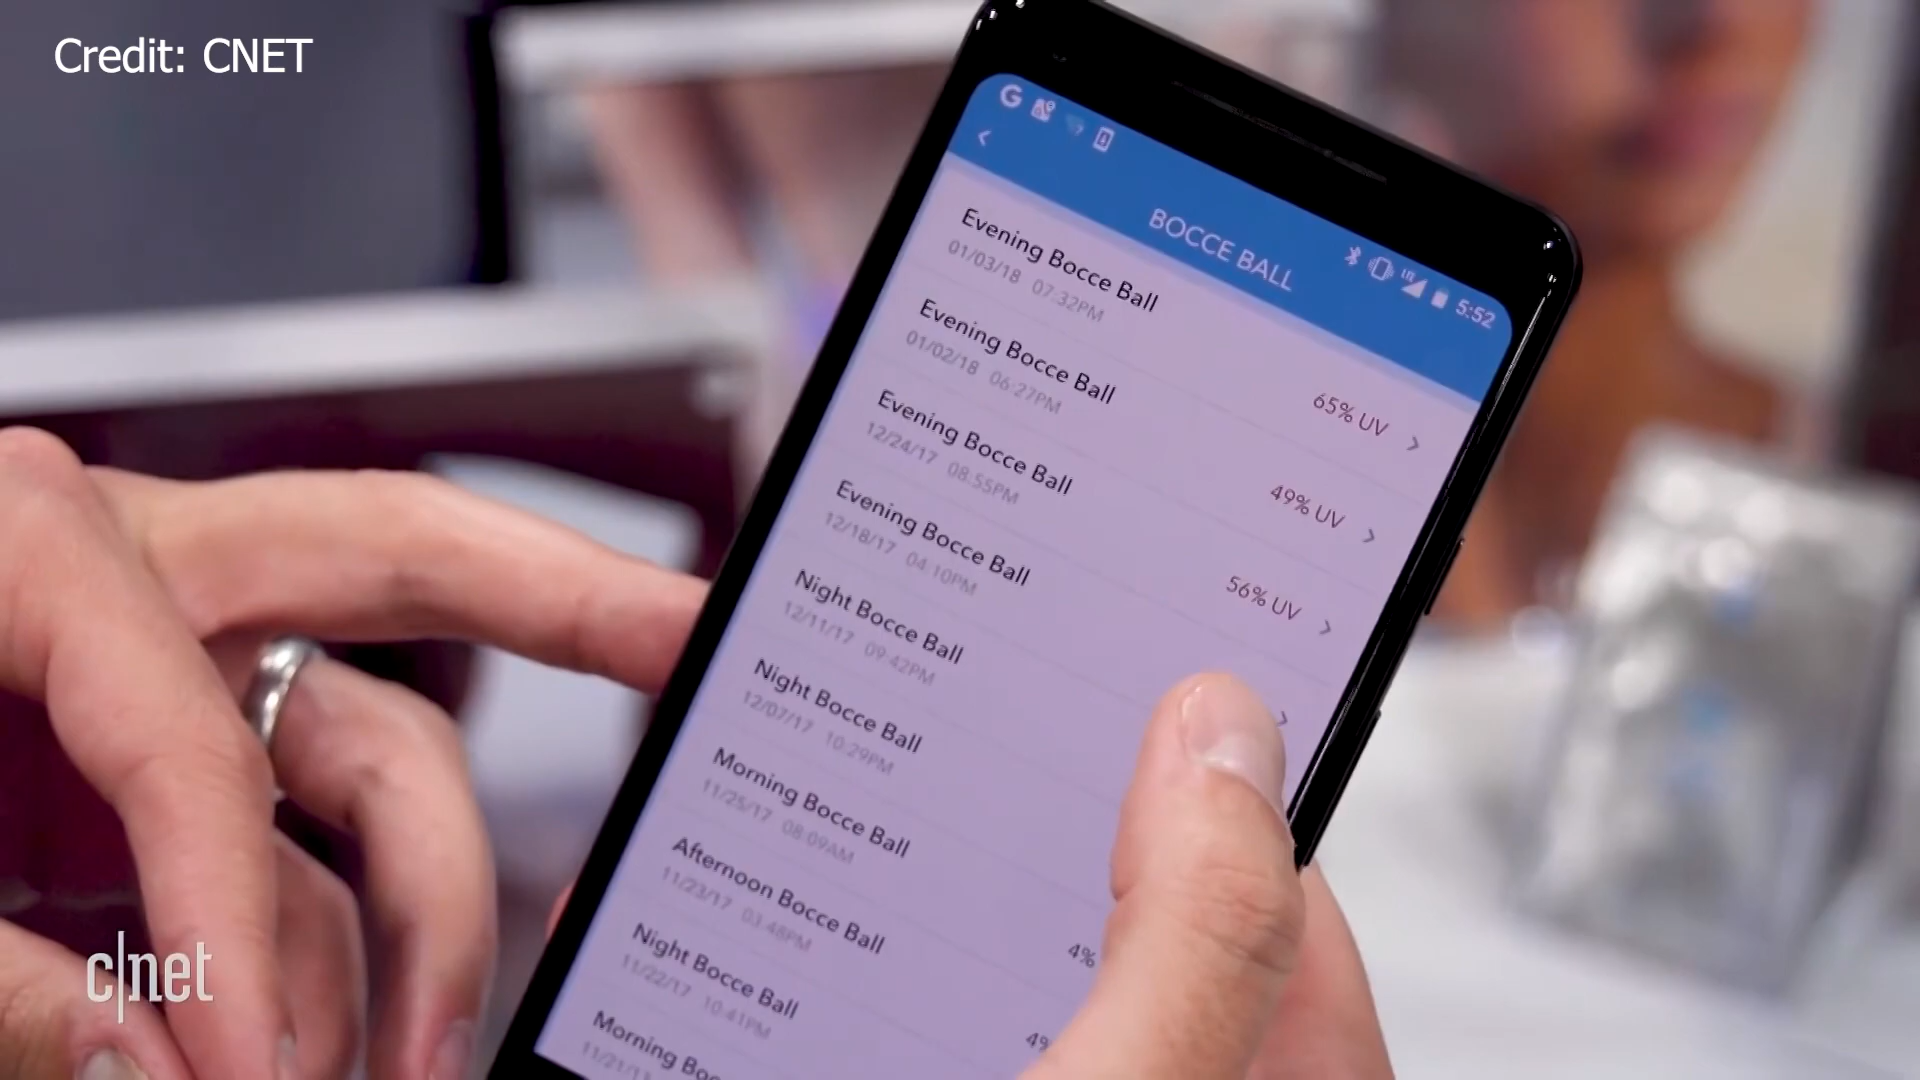 Credit: CNET
5:52
BOCCE BALL
Evening Bocce Ball
01/03/18 07:32PM
65% UV
Evening Bocce Ball
01/02/18 06:27PM
49% UV
Evening Bocce Ball
12/24/17 08:55PM
56% UV
Evening Bocce Ball
12/18/17 04:10PM
Night Bocce Ball
12/11/17 09:42PM
Night Bocce Ball
12/07/17 10:29PM
Morning Bocce Ball
11/25/17 08:09AM
4%
Afternoon Bocce Ball
11/23/17 03:48PM
4%
Night Bocce Ball
11/22/17 10:41PM
Morning
c|net